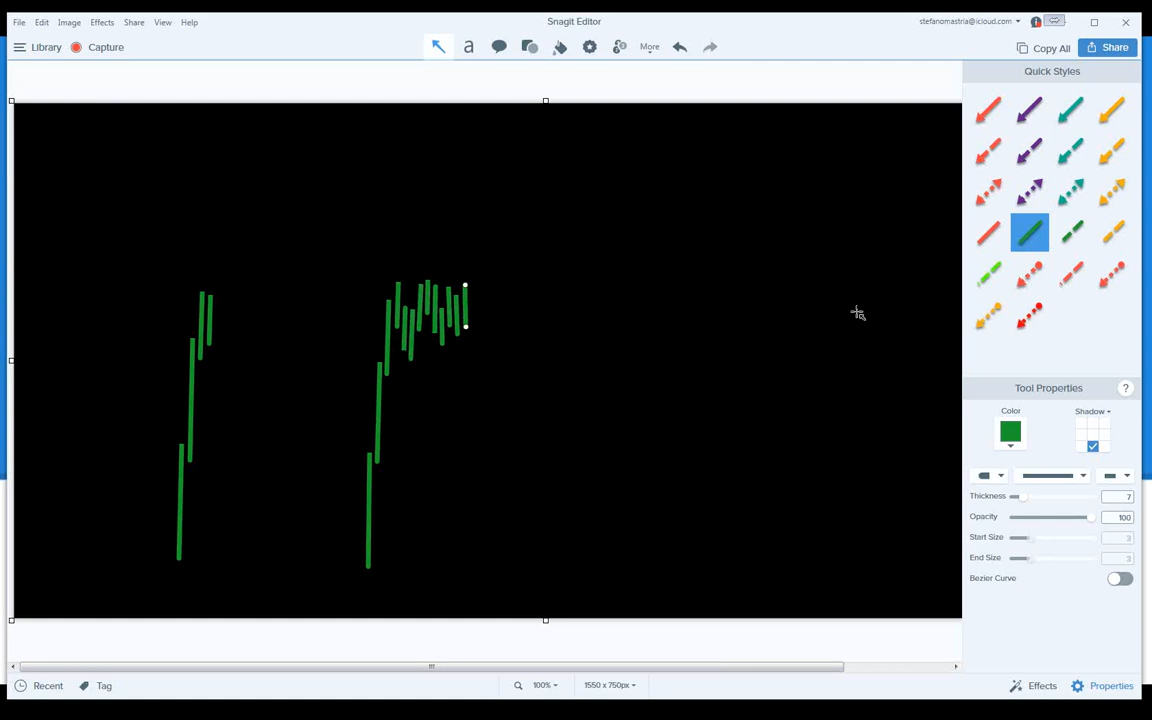 File Edit Image Effects Share View Help Snagit Editor stefanomastria@icloud.com
Library Capture a More Copy All Share
Quick Styles
Tool Properties ?
Color Shadow
Thickness 7
Opacity 100
Start Size 3
End Size 3
Bezier Curve
Recent Tag 100% 1550 x 750px Effects Properties